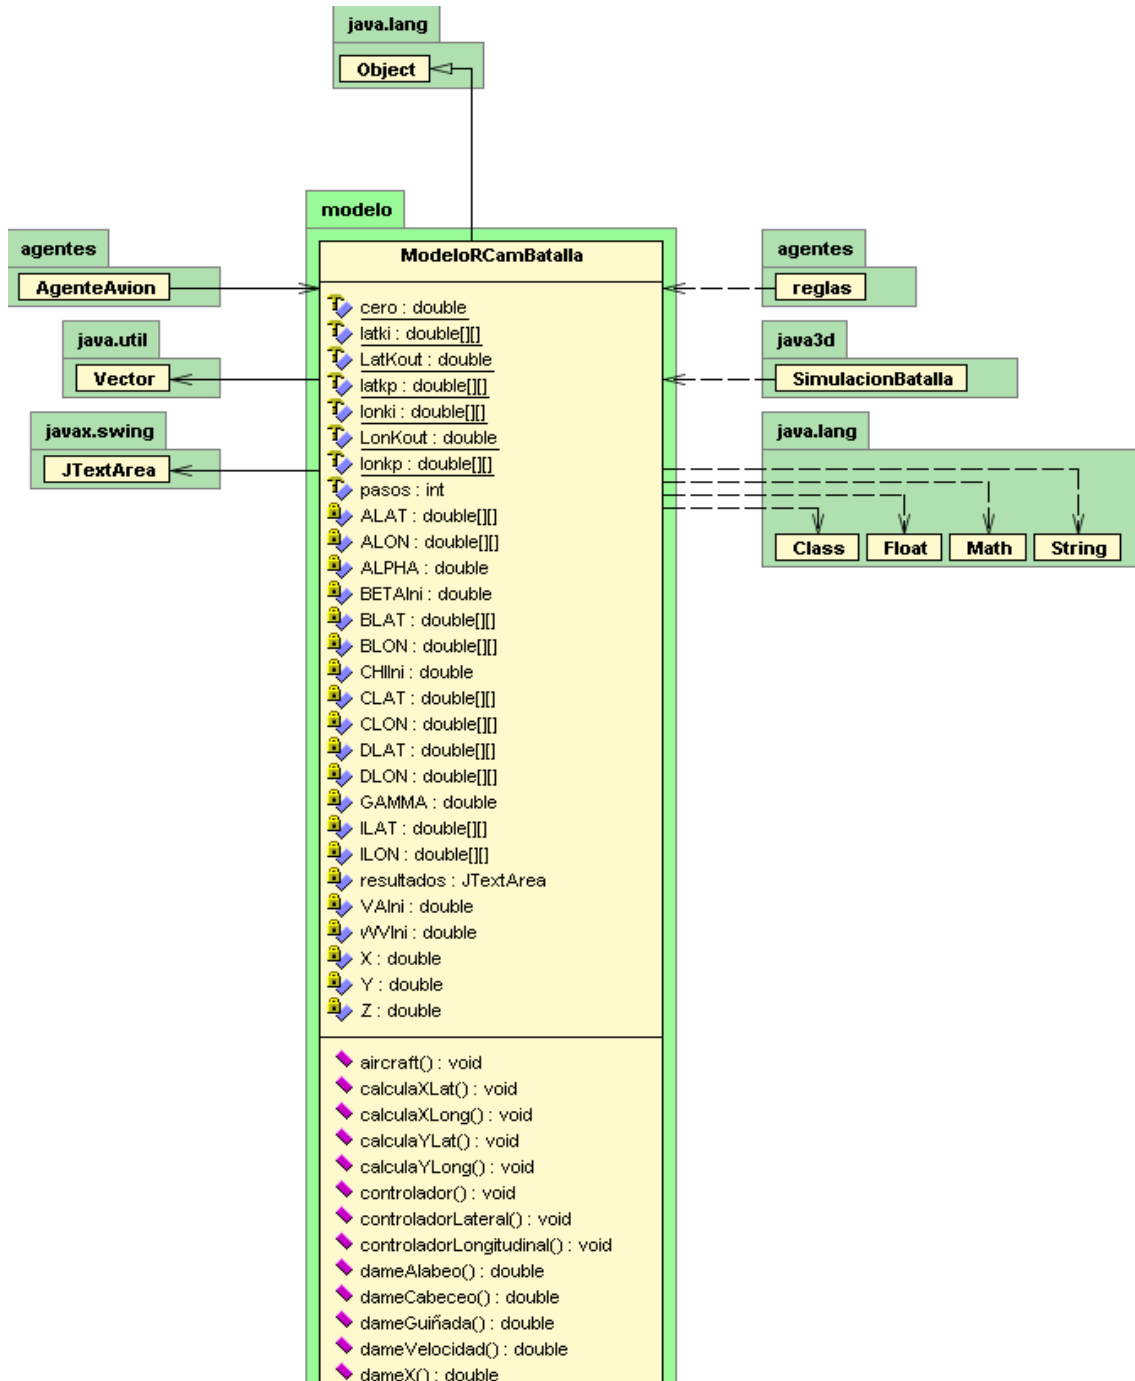 java.lang
Object
modelo
ModeloRCamBatalla
agentes
AgenteAvion
java.util
Vector
javax.swing
JTextArea
agentes
reglas
java3d
SimulacionBatalla
java.lang
Class Float Math String
cero : double
latki : double[][]
LatKout : double
latkp : double[][]
lonki : double[][]
LonKout : double
lonkp : double[][]
pasos : int
ALAT : double[][]
ALON : double[][]
ALPHA : double
BETAIni : double
BLAT : double[][]
BLON : double[][]
CHIIni : double
CLAT : double[][]
CLON : double[][]
DLAT : double[][]
DLON : double[][]
GAMMA : double
ILAT : double[][]
ILON : double[][]
resultados : JTextArea
VAIni : double
WVIni : double
X : double
Y : double
Z : double
aircraft() : void
calculaXLat() : void
calculaXLong() : void
calculaYLat() : void
calculaYLong() : void
controlador() : void
controladorLateral() : void
controladorLongitudinal() : void
dameAlabeo() : double
dameCabeceo() : double
dameGuiñada() : double
dameVelocidad() : double
dameX() : double